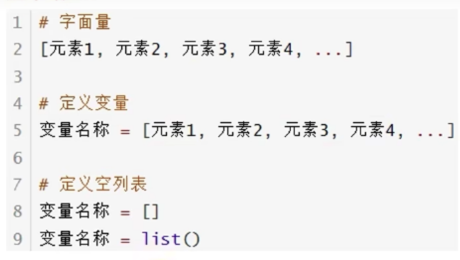 1 # 字面量
2 [元素1, 元素2, 元素3, 元素4, ...]
3
4 # 定义变量
5 变量名称 = [元素1, 元素2, 元素3, 元素4, ...]
6
7 # 定义空列表
8 变量名称 = []
9 变量名称 = list()